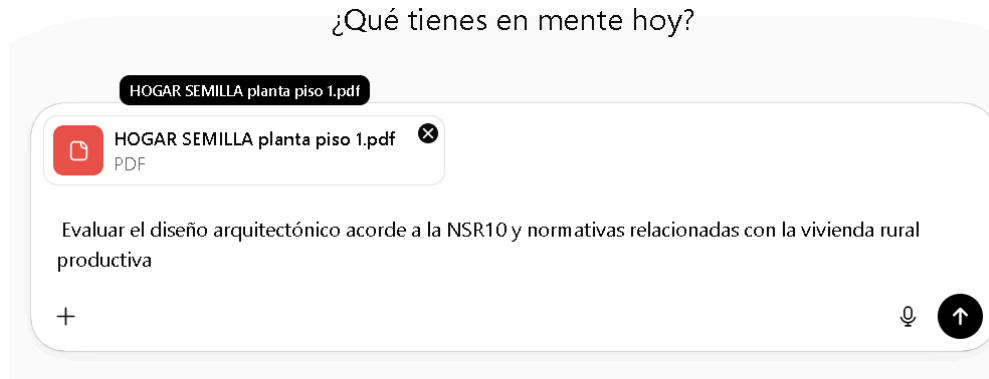 ¿Qué tienes en mente hoy?
HOGAR SEMILLA planta piso 1.pdf
HOGAR SEMILLA planta piso 1.pdf
PDF
Evaluar el diseño arquitectónico acorde a la NSR10 y normativas relacionadas con la vivienda rural
productiva